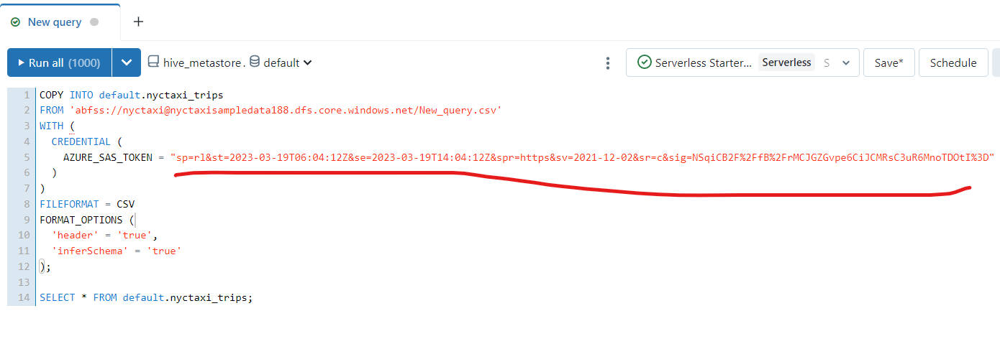 New query
+
Run all (1000) hive_metastore. default Serverless Starter... Serverless S Save* Schedule
1 COPY INTO default.nyctaxi_trips
2 FROM 'abfss://nyctaxi@nyctaxisampledata188.dfs.core.windows.net/New_query.csv'
3 WITH (
4 CREDENTIAL (
5 AZURE_SAS_TOKEN = "sp=rl&st=2023-03-19T06:04:12Z&se=2023-03-19T14:04:12Z&spr=https&sv=2021-12-02&sr=c&sig=NSqiCB2F%2FfB%2FrMCJGZGvpe6CiJCMRsC3uR6MnoTDOtI%3D"
6 )
7 )
8 FILEFORMAT = CSV
9 FORMAT_OPTIONS (
10 'header' = 'true',
11 'inferSchema' = 'true'
12 );
13
14 SELECT * FROM default.nyctaxi_trips;